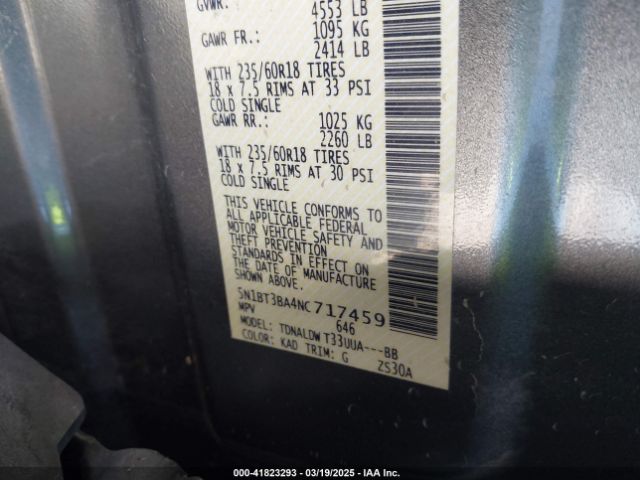 GVWR: 4553 LB
GAWR FR.: 1095 KG
2414 LB
WITH 235/60R18 TIRES
18 x 7.5 RIMS AT 33 PSI
COLD SINGLE
GAWR RR.: 1025 KG
2260 LB
WITH 235/60R18 TIRES
18 x 7.5 RIMS AT 30 PSI
COLD SINGLE
THIS VEHICLE CONFORMS TO
ALL APPLICABLE FEDERAL
MOTOR VEHICLE SAFETY AND
THEFT PREVENTION
STANDARDS IN EFFECT ON
THE DATE OF MANUFACTURE
5N1BT3BA4NC717459
MPV 646
MODEL: TDNALDW T33UUA---BB
COLOR: KAD TRIM: G ZS30A
000-41823293 - 03/19/2025 - IAA Inc.